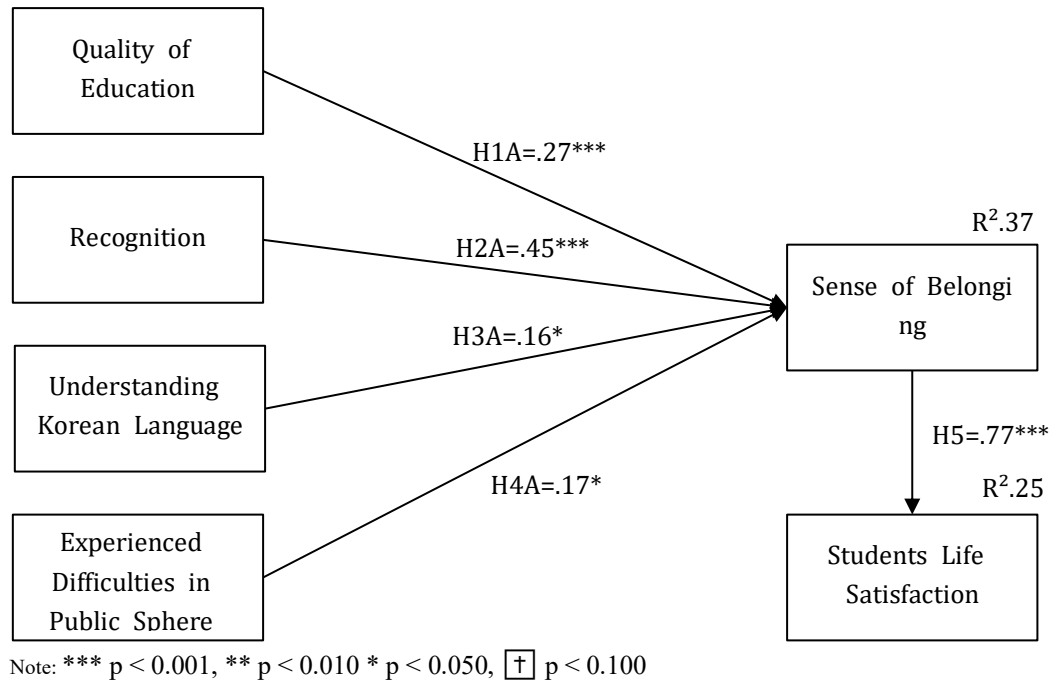 Quality of
Education
H1A=.27***
Recognition
H2A=.45***
R².37
Sense of Belongi
ng
H3A=.16*
Understanding
Korean Language
H5=.77***
H4A=.17*
R².25
Experienced
Difficulties in
Public Sphere
Students Life
Satisfaction
Note: *** p < 0.001, ** p < 0.010 * p < 0.050, † p < 0.100